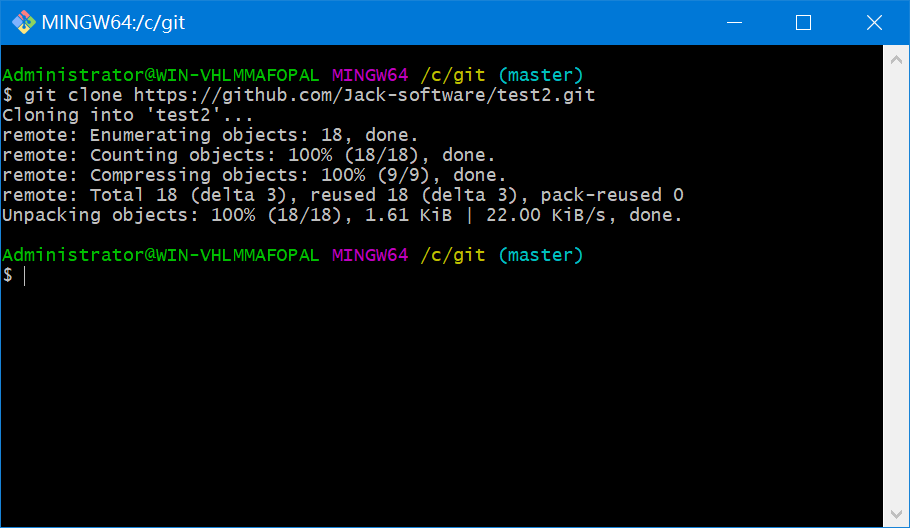 MINGW64:/c/git
Administrator@WIN-VHLMMAFOPAL MINGW64 /c/git (master)
$ git clone https://github.com/Jack-software/test2.git
Cloning into 'test2'...
remote: Enumerating objects: 18, done.
remote: Counting objects: 100% (18/18), done.
remote: Compressing objects: 100% (9/9), done.
remote: Total 18 (delta 3), reused 18 (delta 3), pack-reused 0
Unpacking objects: 100% (18/18), 1.61 KiB | 22.00 KiB/s, done.
Administrator@WIN-VHLMMAFOPAL MINGW64 /c/git (master)
$